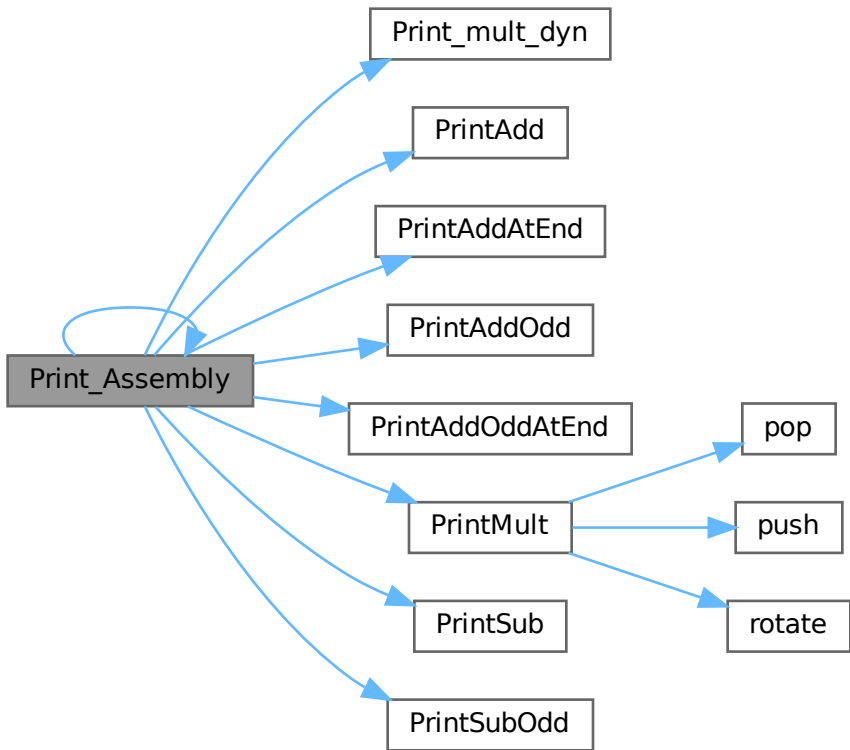 Print_mult_dyn
PrintAdd
PrintAddAtEnd
PrintAddOdd
Print_Assembly
PrintAddOddAtEnd
pop
PrintMult
push
PrintSub
rotate
PrintSubOdd